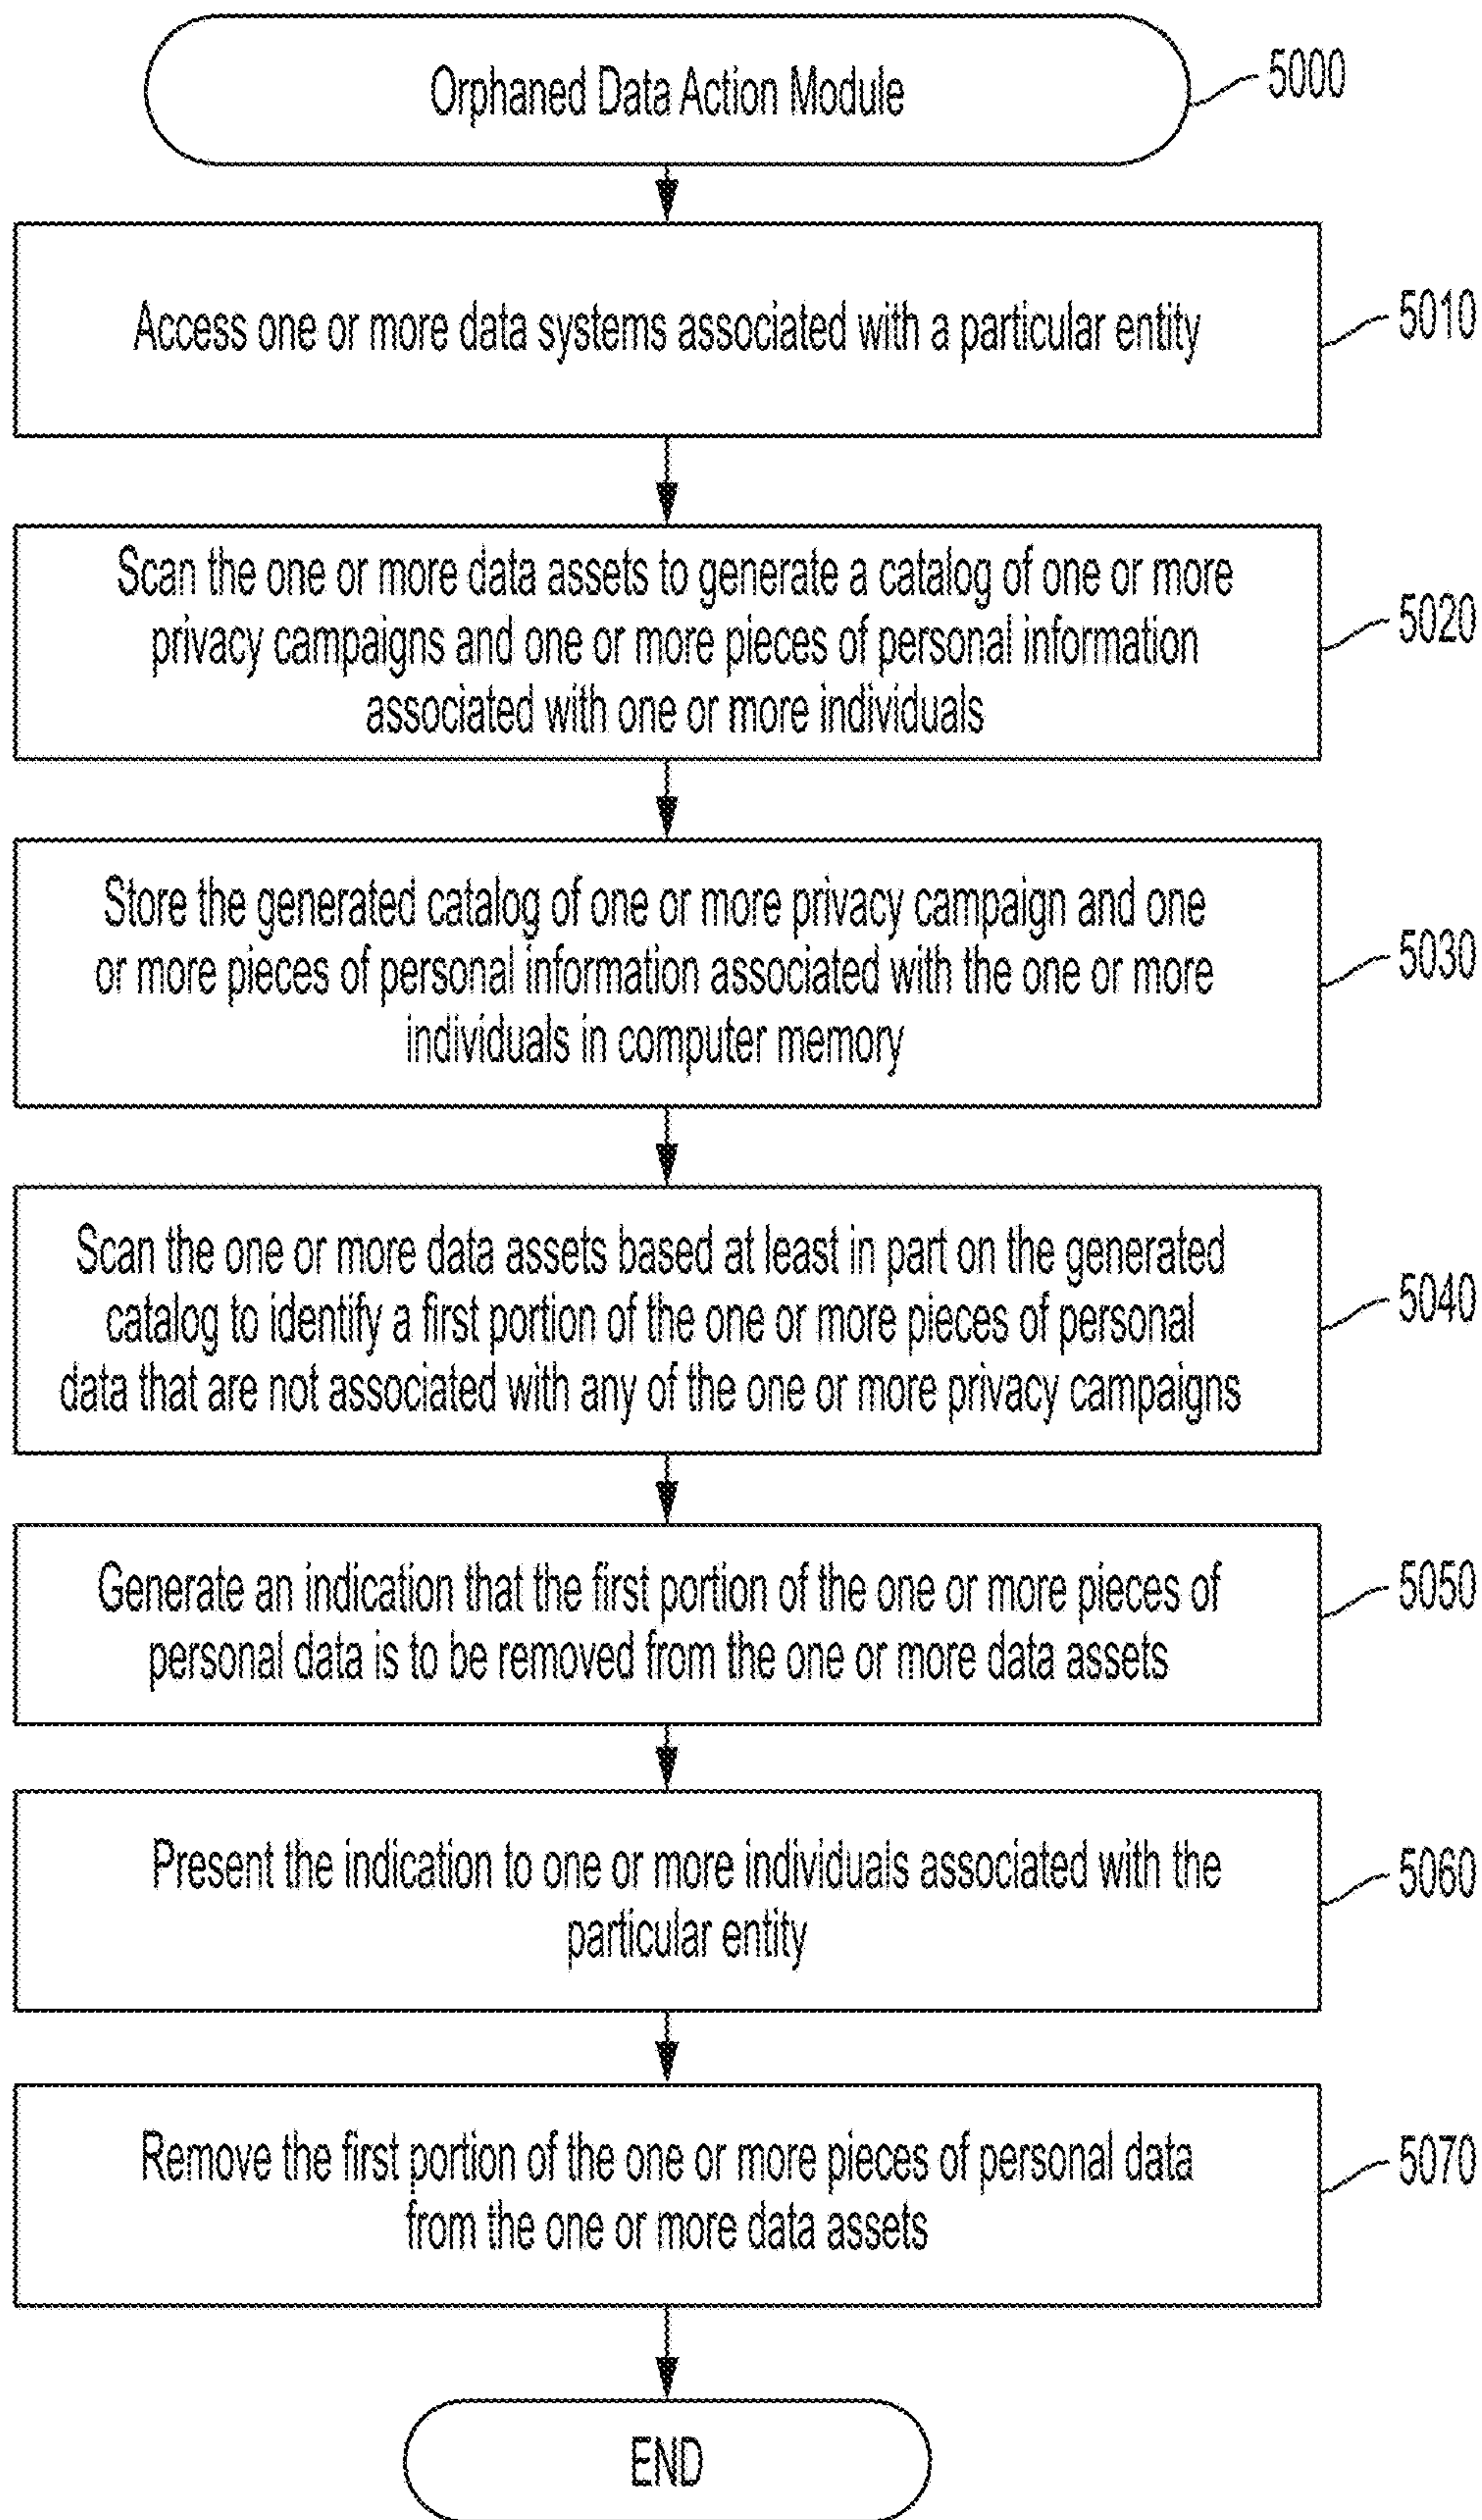 Orphaned Data Action Module
5000
Access one or more data systems associated with a particular entity
5010
Scan the one or more data assets to generate a catalog of one or more
privacy campaigns and one or more pieces of personal information
associated with one or more individuals
5020
Store the generated catalog of one or more privacy campaign and one
or more pieces of personal information associated with the one or more
individuals in computer memory
5030
Scan the one or more data assets based at least in part on the generated
catalog to identify a first portion of the one or more pieces of personal
data that are not associated with any of the one or more privacy campaigns
5040
Generate an indication that the first portion of the one or more pieces of
personal data is to be removed from the one or more data assets
5050
Present the indication to one or more individuals associated with the
particular entity
5060
Remove the first portion of the one or more pieces of personal data
from the one or more data assets
5070
END